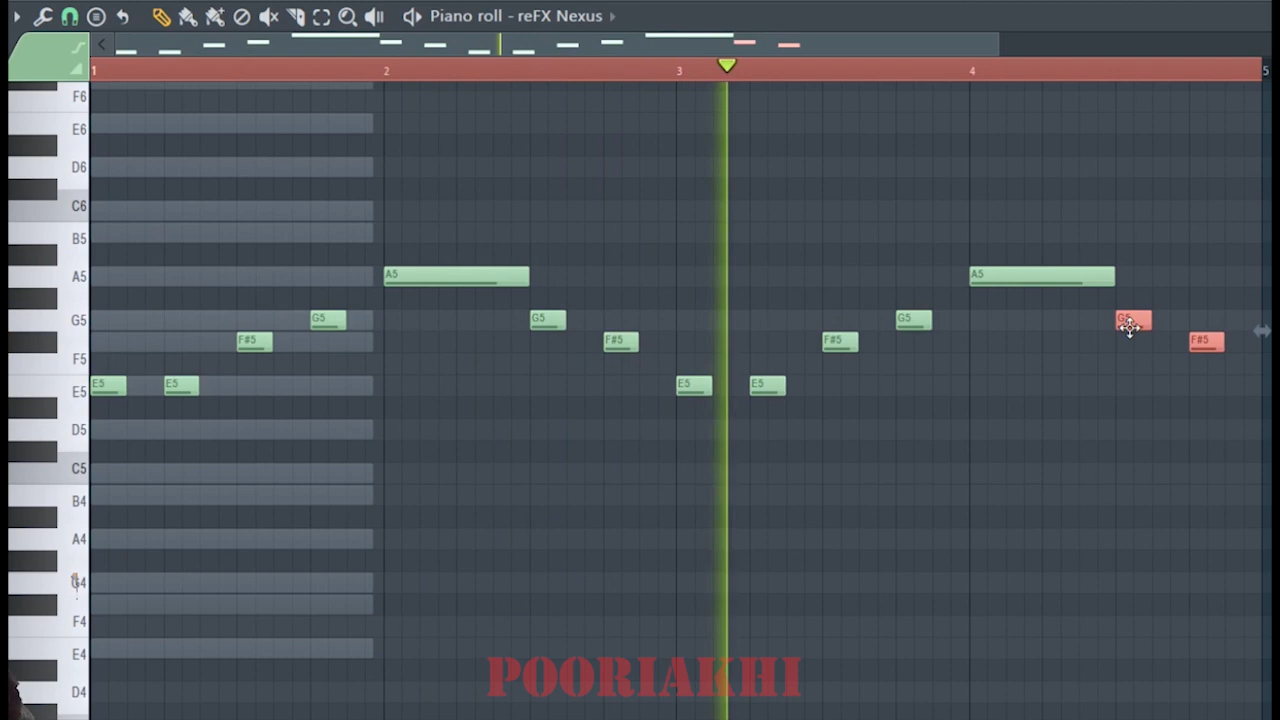 Piano roll - reFX Nexus
1 2 3 4 5
F6
E6
D6
C6
B5
A5 A5 A5
G5 G5 G5 G5 G5
F#5 F#5 F#5 F#5
F5
E5 E5 E5 E5 E5
D5
C5
B4
A4
G4
F4
E4
D4
POORIAKHI